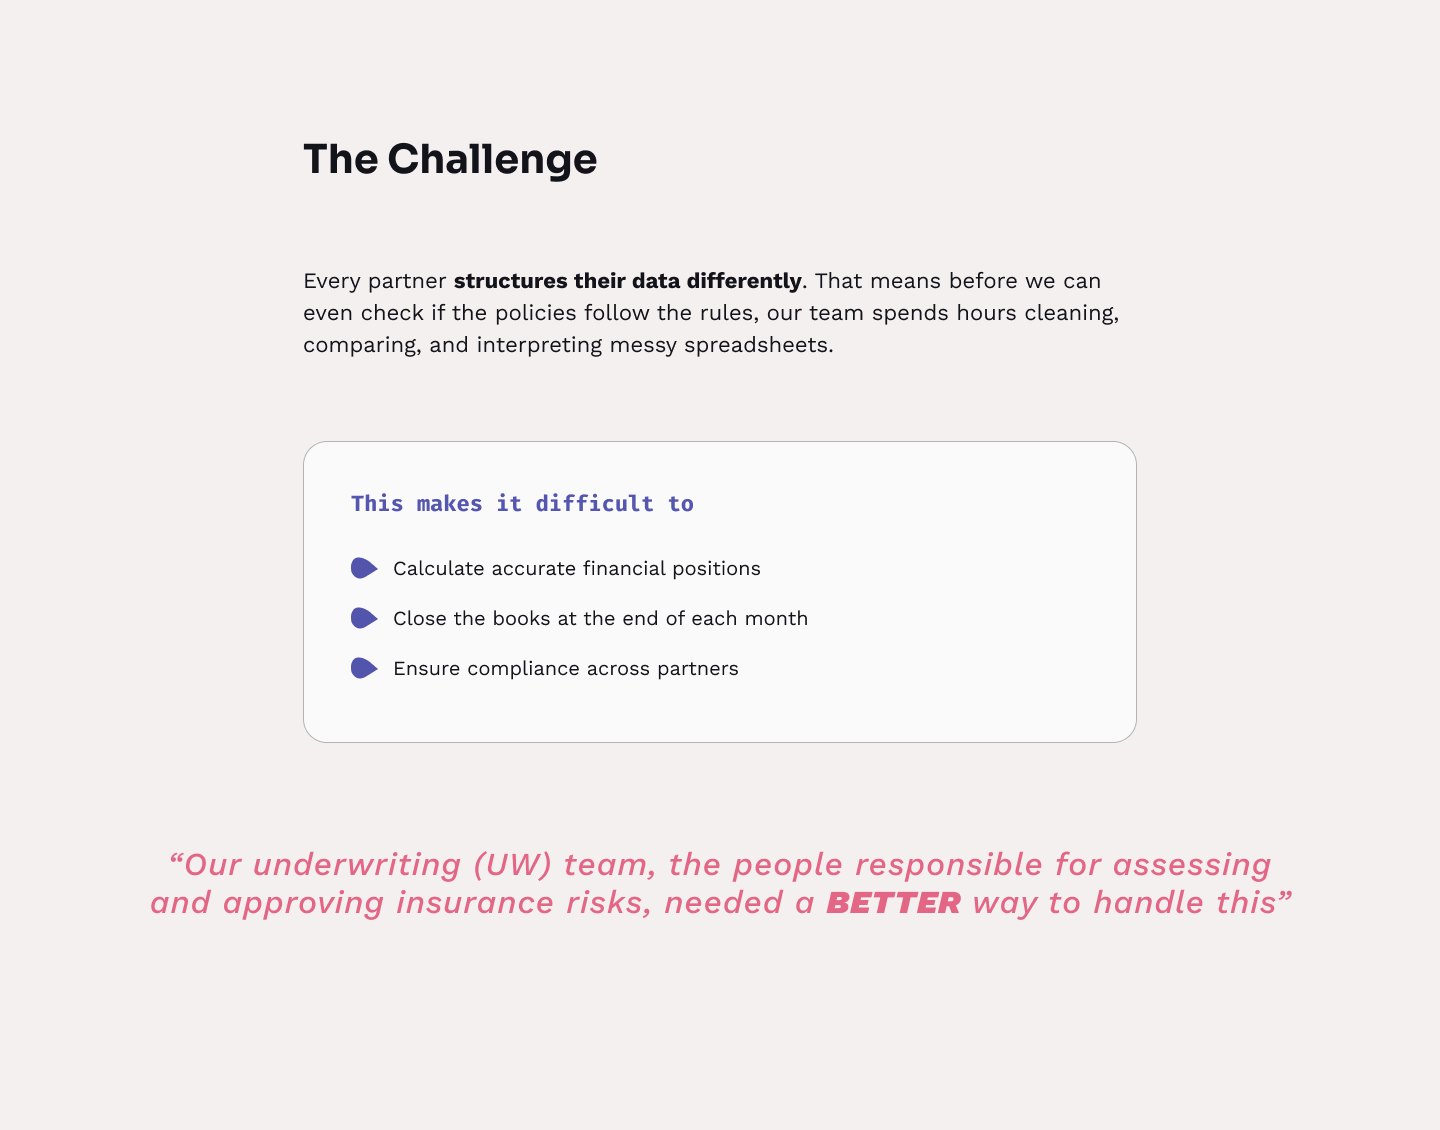 The Challenge
Every partner structures their data differently. That means before we can
even check if the policies follow the rules, our team spends hours cleaning,
comparing, and interpreting messy spreadsheets.
This makes it difficult to
Calculate accurate financial positions
Close the books at the end of each month
Ensure compliance across partners
“Our underwriting (UW) team, the people responsible for assessing
and approving insurance risks, needed a BETTER way to handle this”